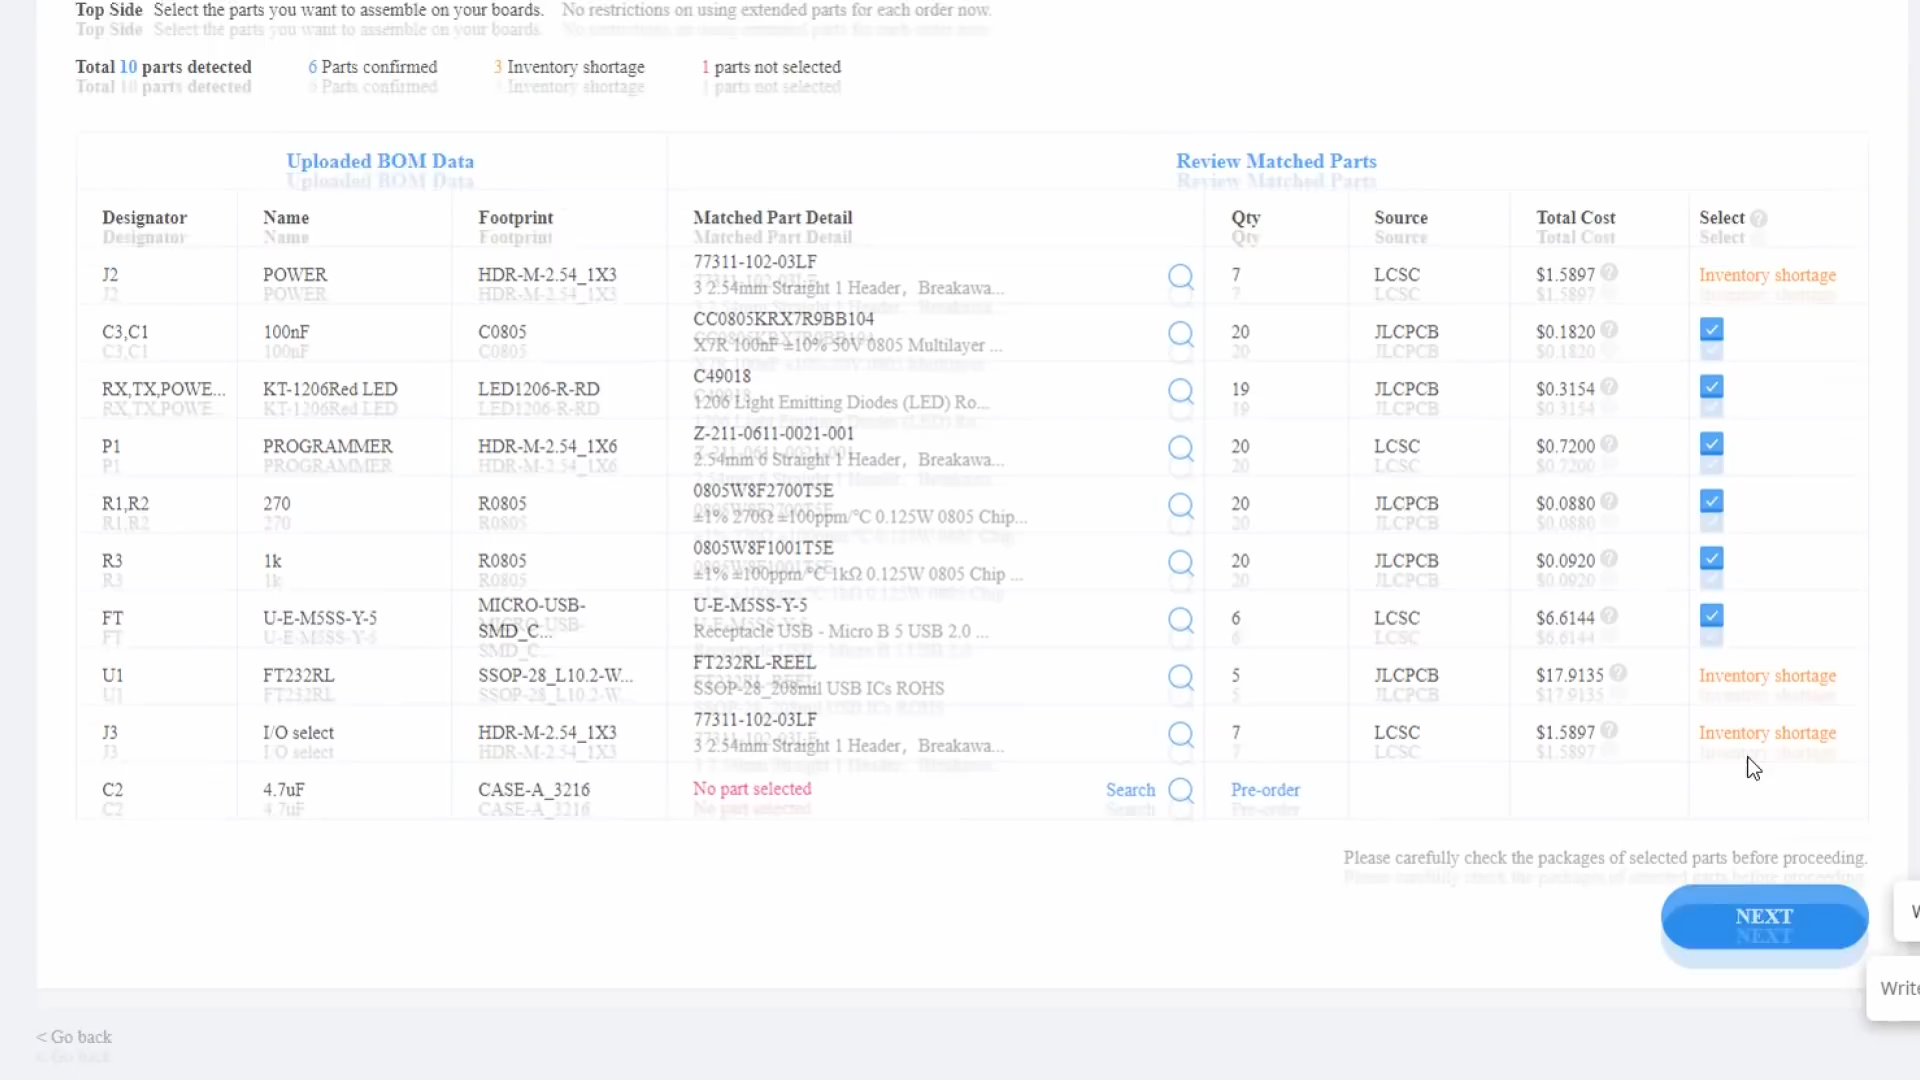 Top Side Select the parts you want to assemble on your boards. No restrictions on using extended parts for each order now.
Total 10 parts detected 6 Parts confirmed 3 Inventory shortage 1 parts not selected
Uploaded BOM Data Review Matched Parts
Designator Name Footprint Matched Part Detail Qty Source Total Cost Select
J2 POWER HDR-M-2.54_1X3 77311-102-03LF 7 LCSC $1.5897 Inventory shortage
3 2.54mm Straight 1 Header，Breakawa...
C3,C1 100nF C0805 CC0805KRX7R9BB104 20 JLCPCB $0.1820
X7R 100nF ±10% 50V 0805 Multilayer ...
RX,TX,POWE... KT-1206Red LED LED1206-R-RD C49018 19 JLCPCB $0.3154
1206 Light Emitting Diodes (LED) Ro...
P1 PROGRAMMER HDR-M-2.54_1X6 Z-211-0611-0021-001 20 LCSC $0.7200
2.54mm 6 Straight 1 Header，Breakawa...
R1,R2 270 R0805 0805W8F2700T5E 20 JLCPCB $0.0880
±1% 270Ω ±100ppm/°C 0.125W 0805 Chip...
R3 1k R0805 0805W8F1001T5E 20 JLCPCB $0.0920
±1% ±100ppm/°C 1kΩ 0.125W 0805 Chip ...
FT U-E-M5SS-Y-5 MICRO-USB- U-E-M5SS-Y-5 6 LCSC $6.6144
SMD_C... Receptacle USB - Micro B 5 USB 2.0 ...
U1 FT232RL SSOP-28_L10.2-W... FT232RL-REEL 5 JLCPCB $17.9135 Inventory shortage
SSOP-28_208mil USB ICs ROHS
J3 I/O select HDR-M-2.54_1X3 77311-102-03LF 7 LCSC $1.5897 Inventory shortage
3 2.54mm Straight 1 Header，Breakawa...
C2 4.7uF CASE-A_3216 No part selected Search Pre-order
Please carefully check the packages of selected parts before proceeding.
NEXT
Write
< Go back